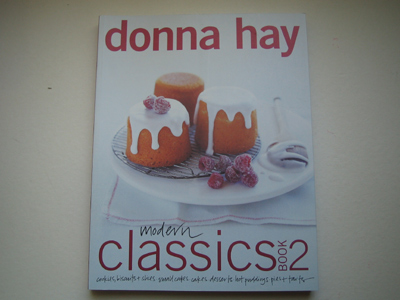 donna hay
modern
classics BOOK 2
cookies, biscuits + slices small cakes cakes desserts hot puddings pies + tarts